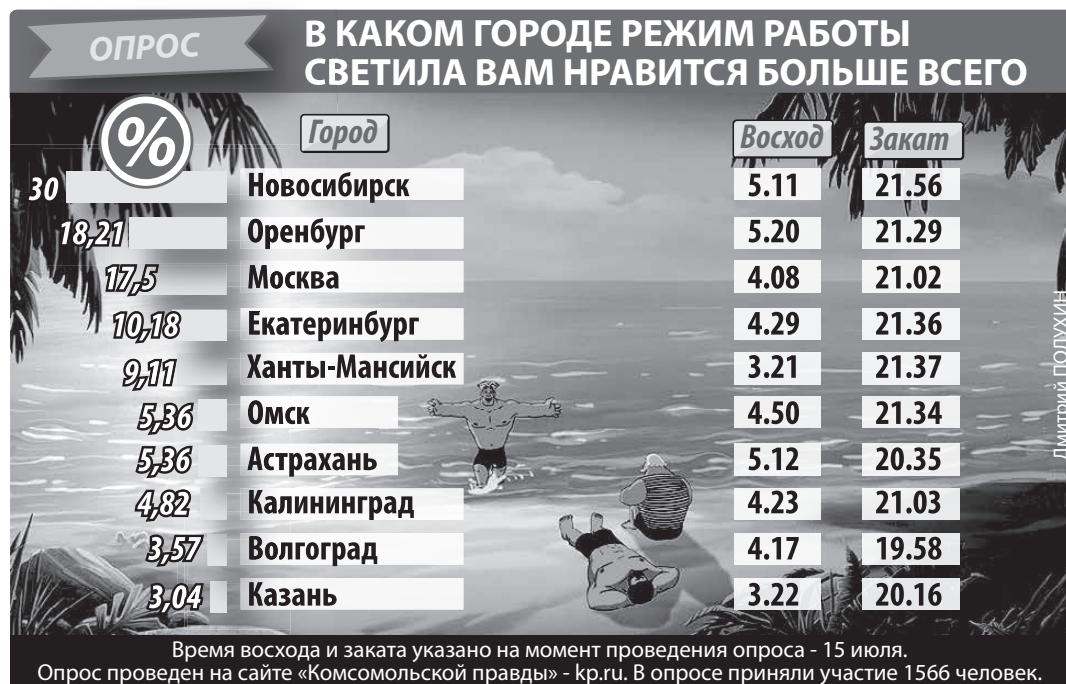 ОПРОС
В КАКОМ ГОРОДЕ РЕЖИМ РАБОТЫ
СВЕТИЛА ВАМ НРАВИТСЯ БОЛЬШЕ ВСЕГО
% Город Восход Закат
30 Новосибирск 5.11 21.56
18,21 Оренбург 5.20 21.29
17,5 Москва 4.08 21.02
10,18 Екатеринбург 4.29 21.36
9,11 Ханты-Мансийск 3.21 21.37
5,36 Омск 4.50 21.34
5,36 Астрахань 5.12 20.35
4,82 Калининград 4.23 21.03
3,57 Волгоград 4.17 19.58
3,04 Казань 3.22 20.16
Дмитрий ПОЛУХИН
Время восхода и заката указано на момент проведения опроса - 15 июля.
Опрос проведен на сайте «Комсомольской правды» - kp.ru. В опросе приняли участие 1566 человек.